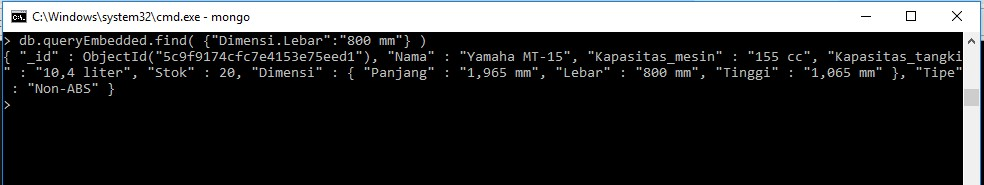 C:\Windows\system32\cmd.exe - mongo
> db.queryEmbedded.find( {"Dimensi.Lebar":"800 mm"} )
{ "_id" : ObjectId("5c9f9174cfc7e4153e75eed1"), "Nama" : "Yamaha MT-15", "Kapasitas_mesin" : "155 cc", "Kapasitas_tangki
" : "10,4 liter", "Stok" : 20, "Dimensi" : { "Panjang" : "1,965 mm", "Lebar" : "800 mm", "Tinggi" : "1,065 mm" }, "Tipe"
 : "Non-ABS" }
>